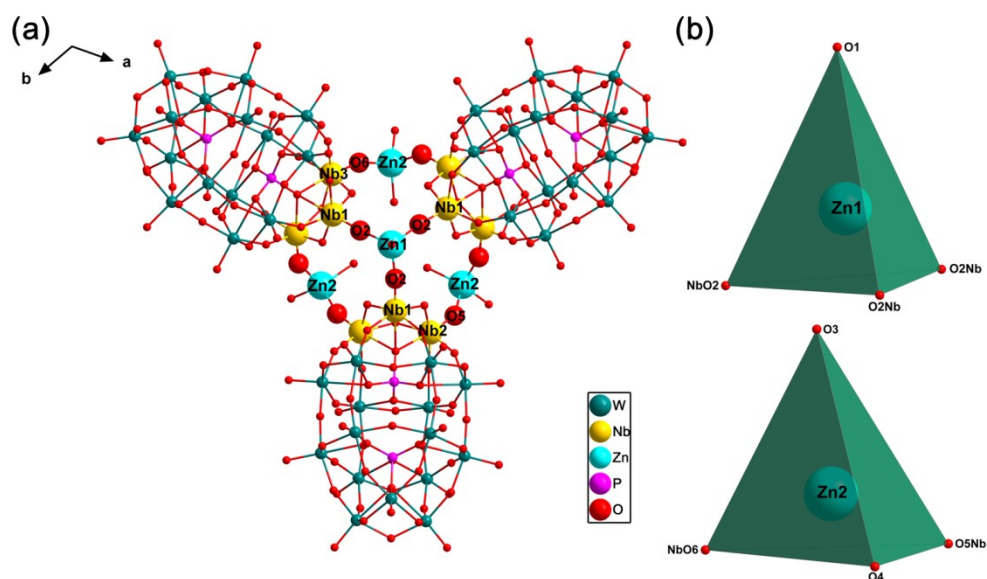 (a)
b
a
O6
Zn2
Nb3
Nb1
Nb1
O2
O2
Zn1
O2
Zn2
Zn2
Nb1
O5
Nb2
W
Nb
Zn
P
O
(b)
O1
Zn1
O2Nb
NbO2
O2Nb
O3
Zn2
O5Nb
NbO6
O4